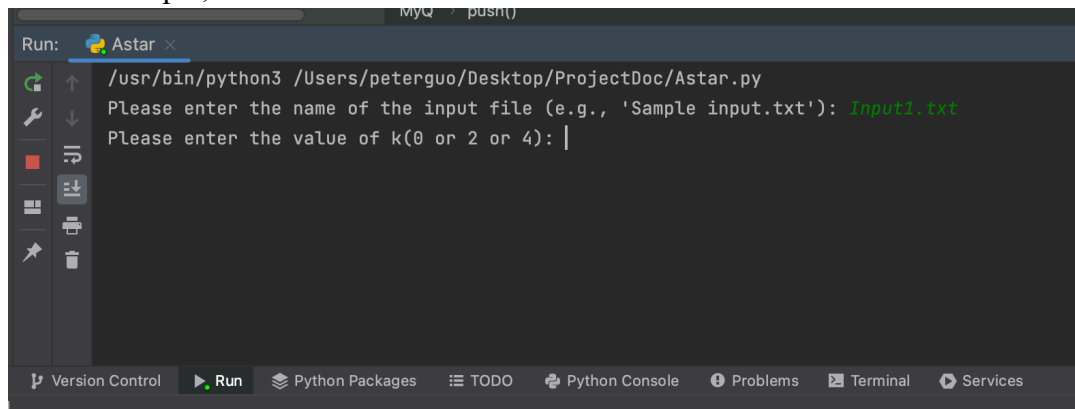 MyQ › push()
Run: Astar ×
/usr/bin/python3 /Users/peterguo/Desktop/ProjectDoc/Astar.py
Please enter the name of the input file (e.g., 'Sample input.txt'): Input1.txt
Please enter the value of k(0 or 2 or 4):
Version Control Run Python Packages TODO Python Console Problems Terminal Services